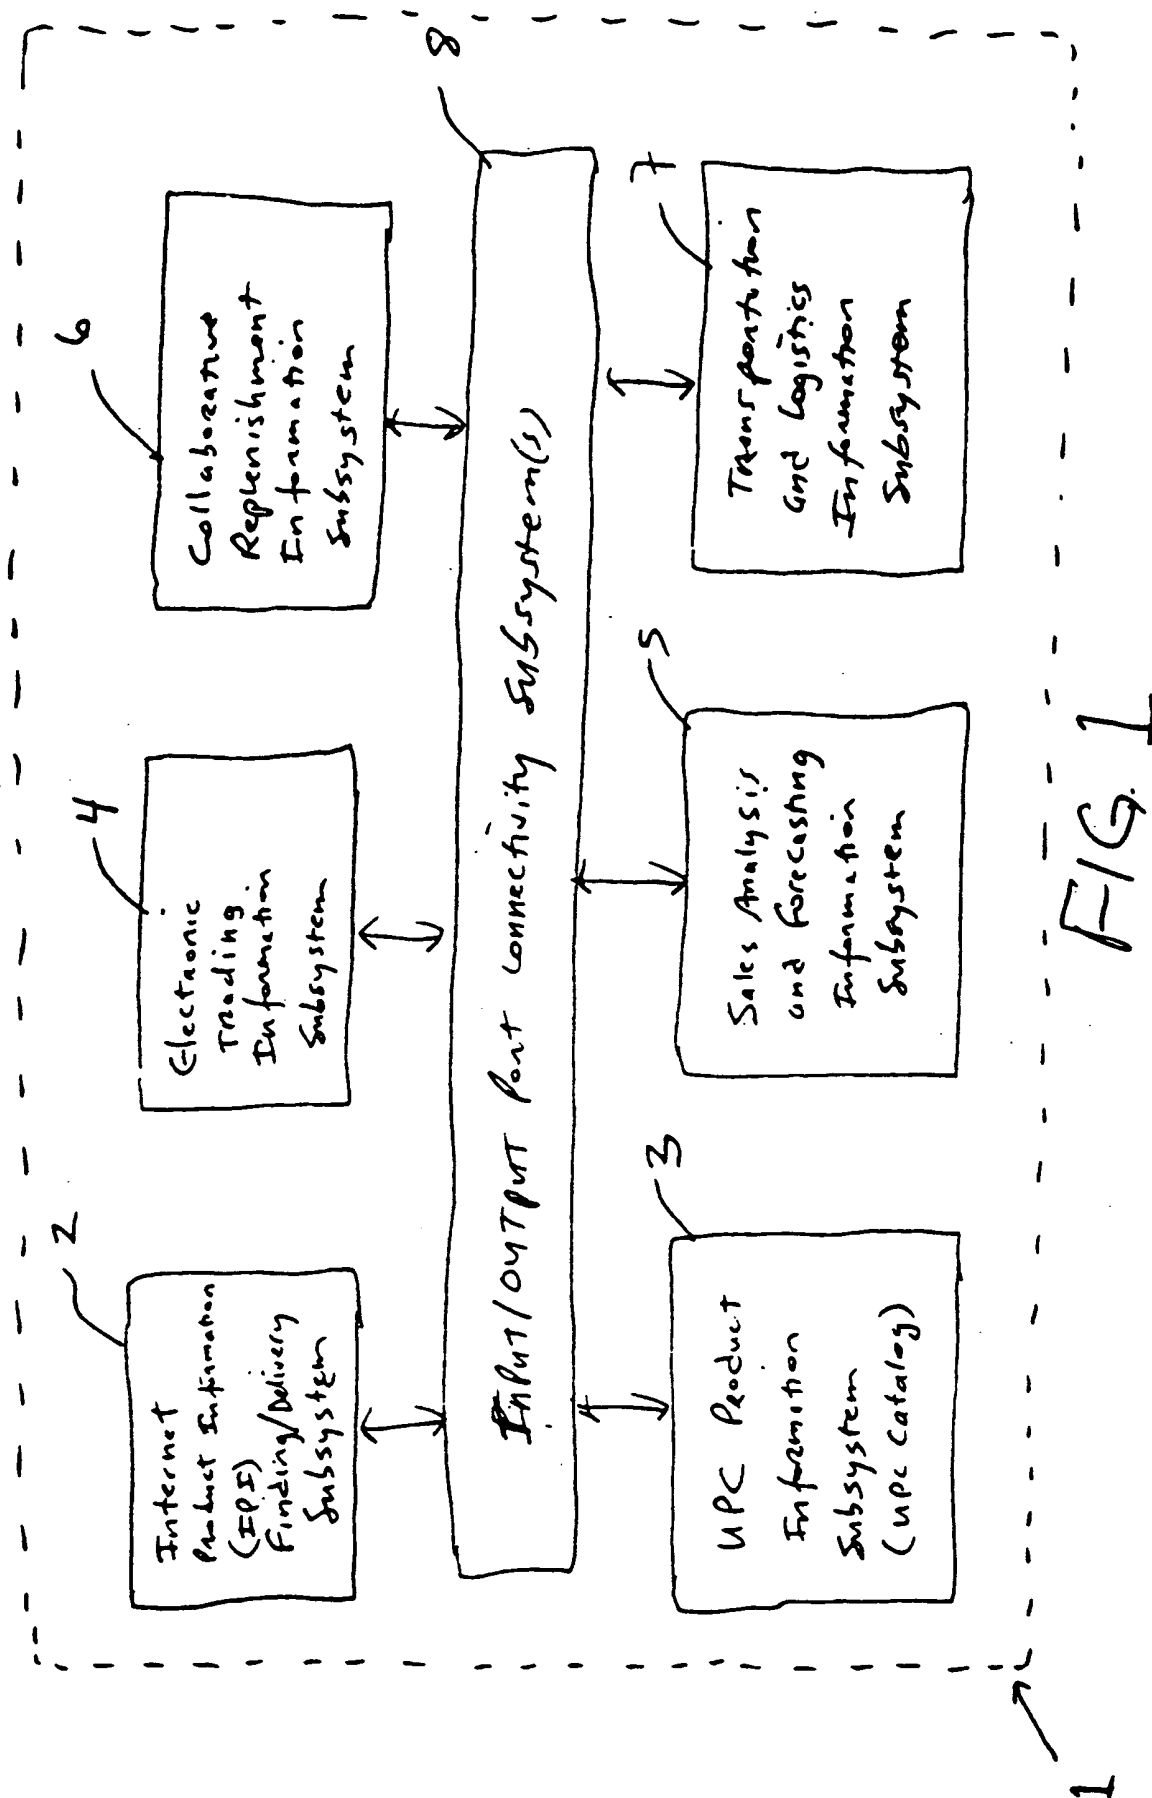 2
Internet
Product Information
(IPI)
Finding/Delivery
Subsystem
4
Electronic
Trading
Information
Subsystem
6
Collaborative
Replenishment
Information
Subsystem
8
Input/Output Port Connectivity Subsystem(s)
3
UPC Product
Information
Subsystem
(UPC Catalog)
5
Sales Analysis
and Forecasting
Information
Subsystem
7
Transportation
and Logistics
Information
Subsystem
1
FIG. 1